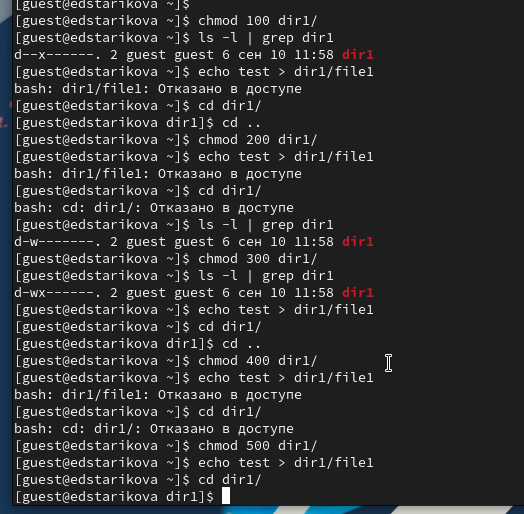 [guest@edstarikova ~]$
[guest@edstarikova ~]$ chmod 100 dir1/
[guest@edstarikova ~]$ ls -l | grep dir1
d--x------. 2 guest guest 6 сен 10 11:58 dir1
[guest@edstarikova ~]$ echo test > dir1/file1
bash: dir1/file1: Отказано в доступе
[guest@edstarikova ~]$ cd dir1/
[guest@edstarikova dir1]$ cd ..
[guest@edstarikova ~]$ chmod 200 dir1/
[guest@edstarikova ~]$ echo test > dir1/file1
bash: dir1/file1: Отказано в доступе
[guest@edstarikova ~]$ cd dir1/
bash: cd: dir1/: Отказано в доступе
[guest@edstarikova ~]$ ls -l | grep dir1
d-w-------. 2 guest guest 6 сен 10 11:58 dir1
[guest@edstarikova ~]$ chmod 300 dir1/
[guest@edstarikova ~]$ ls -l | grep dir1
d-wx------. 2 guest guest 6 сен 10 11:58 dir1
[guest@edstarikova ~]$ echo test > dir1/file1
[guest@edstarikova ~]$ cd dir1/
[guest@edstarikova dir1]$ cd ..
[guest@edstarikova ~]$ chmod 400 dir1/
[guest@edstarikova ~]$ echo test > dir1/file1
bash: dir1/file1: Отказано в доступе
[guest@edstarikova ~]$ cd dir1/
bash: cd: dir1/: Отказано в доступе
[guest@edstarikova ~]$ chmod 500 dir1/
[guest@edstarikova ~]$ echo test > dir1/file1
[guest@edstarikova ~]$ cd dir1/
[guest@edstarikova dir1]$